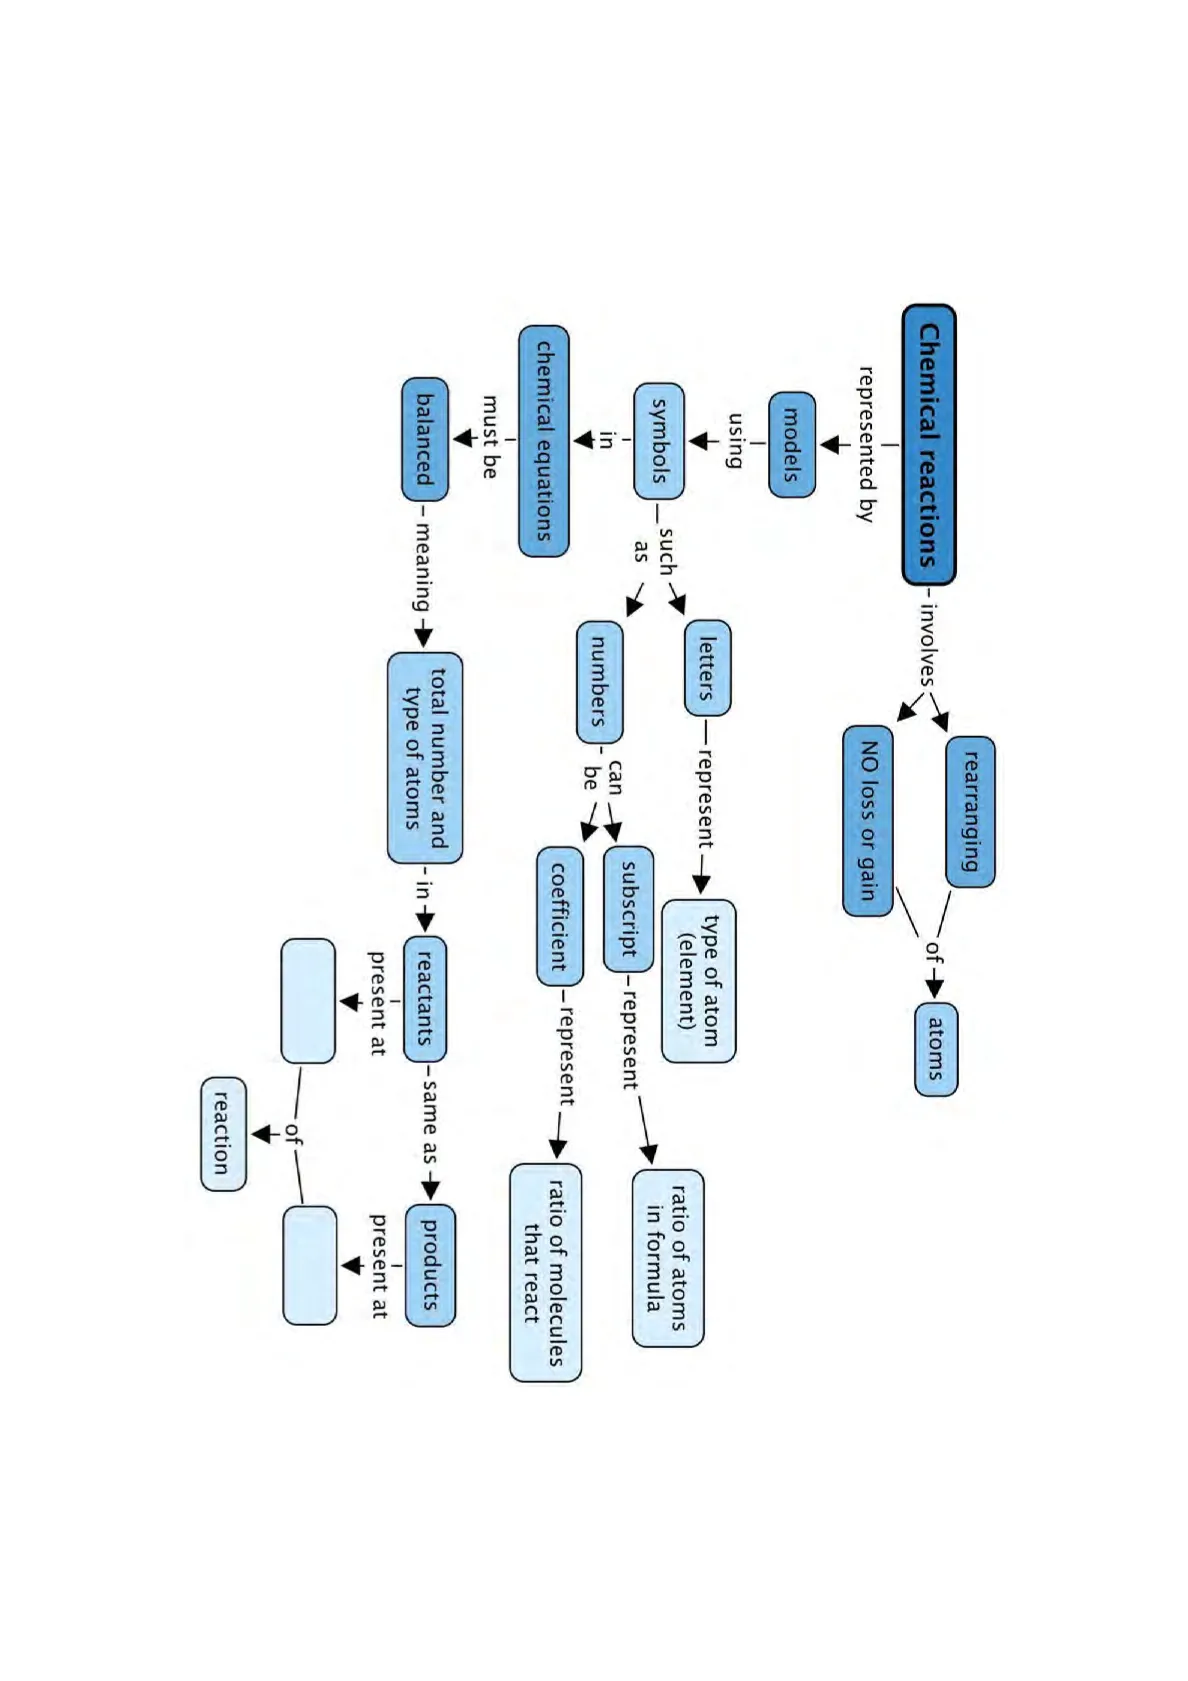 Chemical reactions
involves
rearranging
NO loss or gain
of
atoms
represented by
models
using
symbols
such
as
letters
represent
type of atom
(element)
numbers
can
be
subscript
represent
ratio of atoms
in formula
coefficient
represent
ratio of molecules
that react
in
chemical equations
must be
balanced
meaning
total number and
type of atoms
in
reactants
same as
products
present at
present at
of
reaction